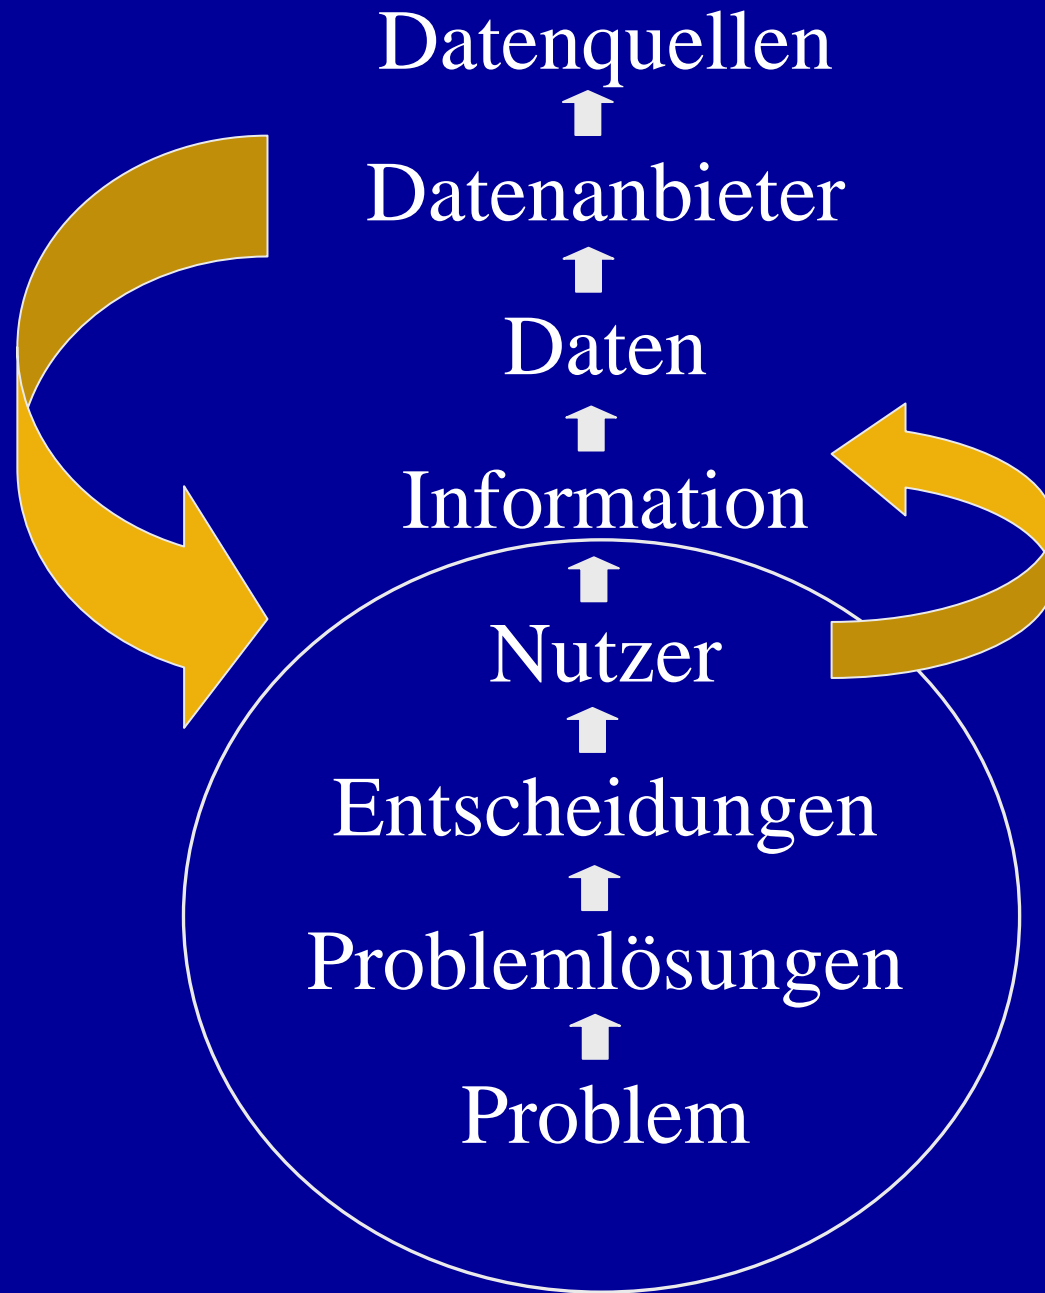 Datenquellen
Datenanbieter
Daten
Information
Nutzer
Entscheidungen
Problemlösungen
Problem